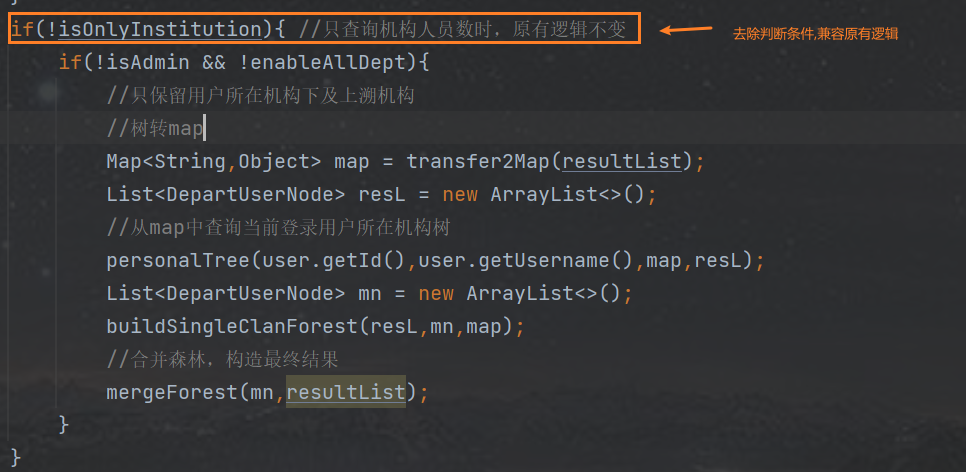 }
if(!isOnlyInstitution){ //只查询机构人员数时，原有逻辑不变
去除判断条件,兼容原有逻辑
if(!isAdmin && !enableAllDept){
//只保留用户所在机构下及上溯机构
//树转map
Map<String,Object> map = transfer2Map(resultList);
List<DepartUserNode> resL = new ArrayList<>();
//从map中查询当前登录用户所在机构树
personalTree(user.getId(),user.getUsername(),map,resL);
List<DepartUserNode> mn = new ArrayList<>();
buildSingleClanForest(resL,mn,map);
//合并森林，构造最终结果
mergeForest(mn,resultList);
}
}